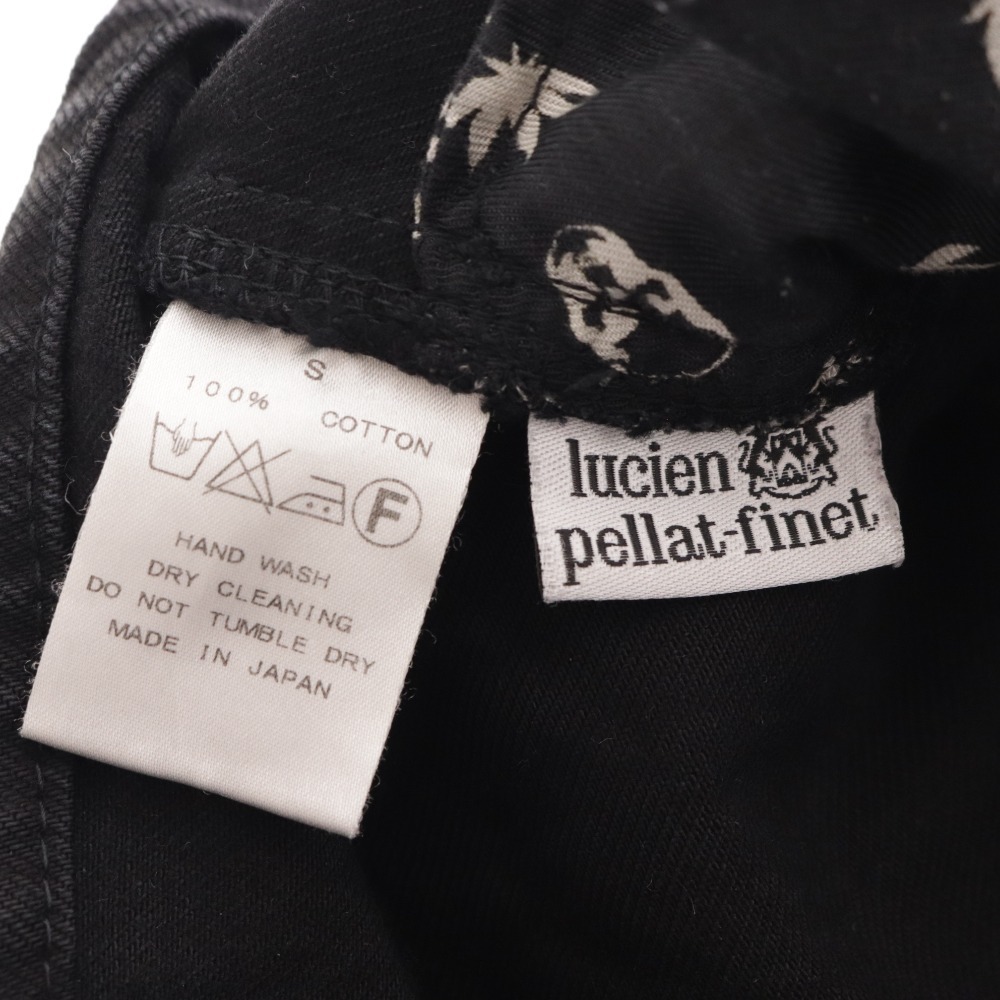 S
100% COTTON
F
HAND WASH
DRY CLEANING
DO NOT TUMBLE DRY
MADE IN JAPAN
lucien
pellat-finet